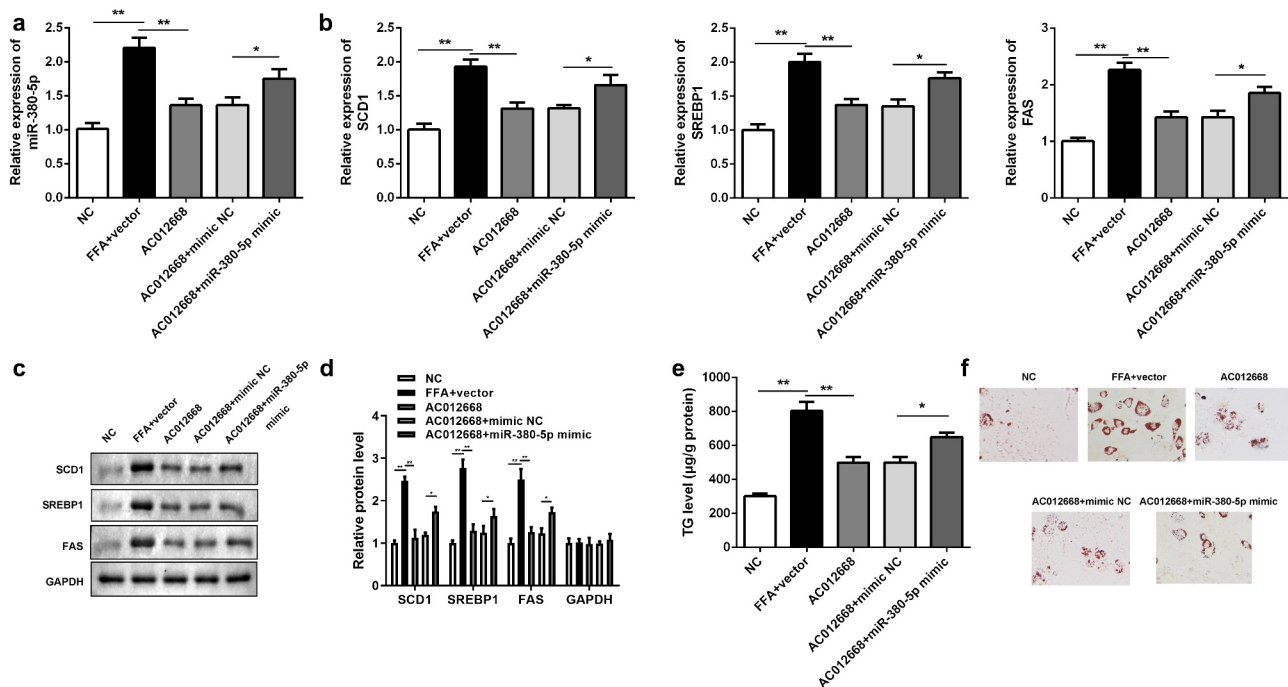 a
Relative expression of
miR-380-5p
2.5
2.0
1.5
1.0
0.5
0.0
**
**
*
NC
FFA+vector
AC012668
AC012668+mimic NC
AC012668+miR-380-5p mimic
b
Relative expression of
SCD1
2.5
2.0
1.5
1.0
0.5
0.0
**
**
*
NC
FFA+vector
AC012668
AC012668+mimic NC
AC012668+miR-380-5p mimic
Relative expression of
SREBP1
2.5
2.0
1.5
1.0
0.5
0.0
**
**
*
NC
FFA+vector
AC012668
AC012668+mimic NC
AC012668+miR-380-5p mimic
Relative expression of
FAS
3
2
1
0
**
**
*
NC
FFA+vector
AC012668
AC012668+mimic NC
AC012668+miR-380-5p mimic
c
NC
FFA+vector
AC012668
AC012668+mimic NC
AC012668+miR-380-5p
mimic
SCD1
SREBP1
FAS
GAPDH
d
NC
FFA+vector
AC012668
AC012668+mimic NC
AC012668+miR-380-5p mimic
Relative protein level
4
3
2
1
0
**
**
*
**
**
*
**
**
*
SCD1
SREBP1
FAS
GAPDH
e
TG level (μg/g protein)
1000
800
600
400
200
0
**
**
*
NC
FFA+vector
AC012668
AC012668+mimic NC
AC012668+miR-380-5p mimic
f
NC
FFA+vector
AC012668
AC012668+mimic NC
AC012668+miR-380-5p mimic